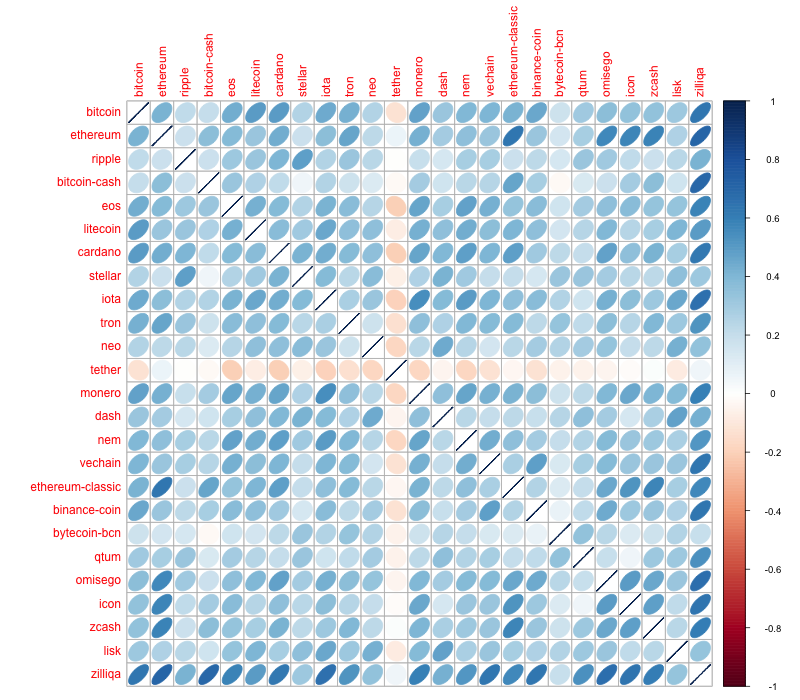 bitcoin
ethereum
ripple
bitcoin-cash
eos
litecoin
cardano
stellar
iota
tron
neo
tether
monero
dash
nem
vechain
ethereum-classic
binance-coin
bytecoin-bcn
qtum
omisego
icon
zcash
lisk
zilliqa
bitcoin
ethereum
ripple
bitcoin-cash
eos
litecoin
cardano
stellar
iota
tron
neo
tether
monero
dash
nem
vechain
ethereum-classic
binance-coin
bytecoin-bcn
qtum
omisego
icon
zcash
lisk
zilliqa
1
0.8
0.6
0.4
0.2
0
-0.2
-0.4
-0.6
-0.8
-1